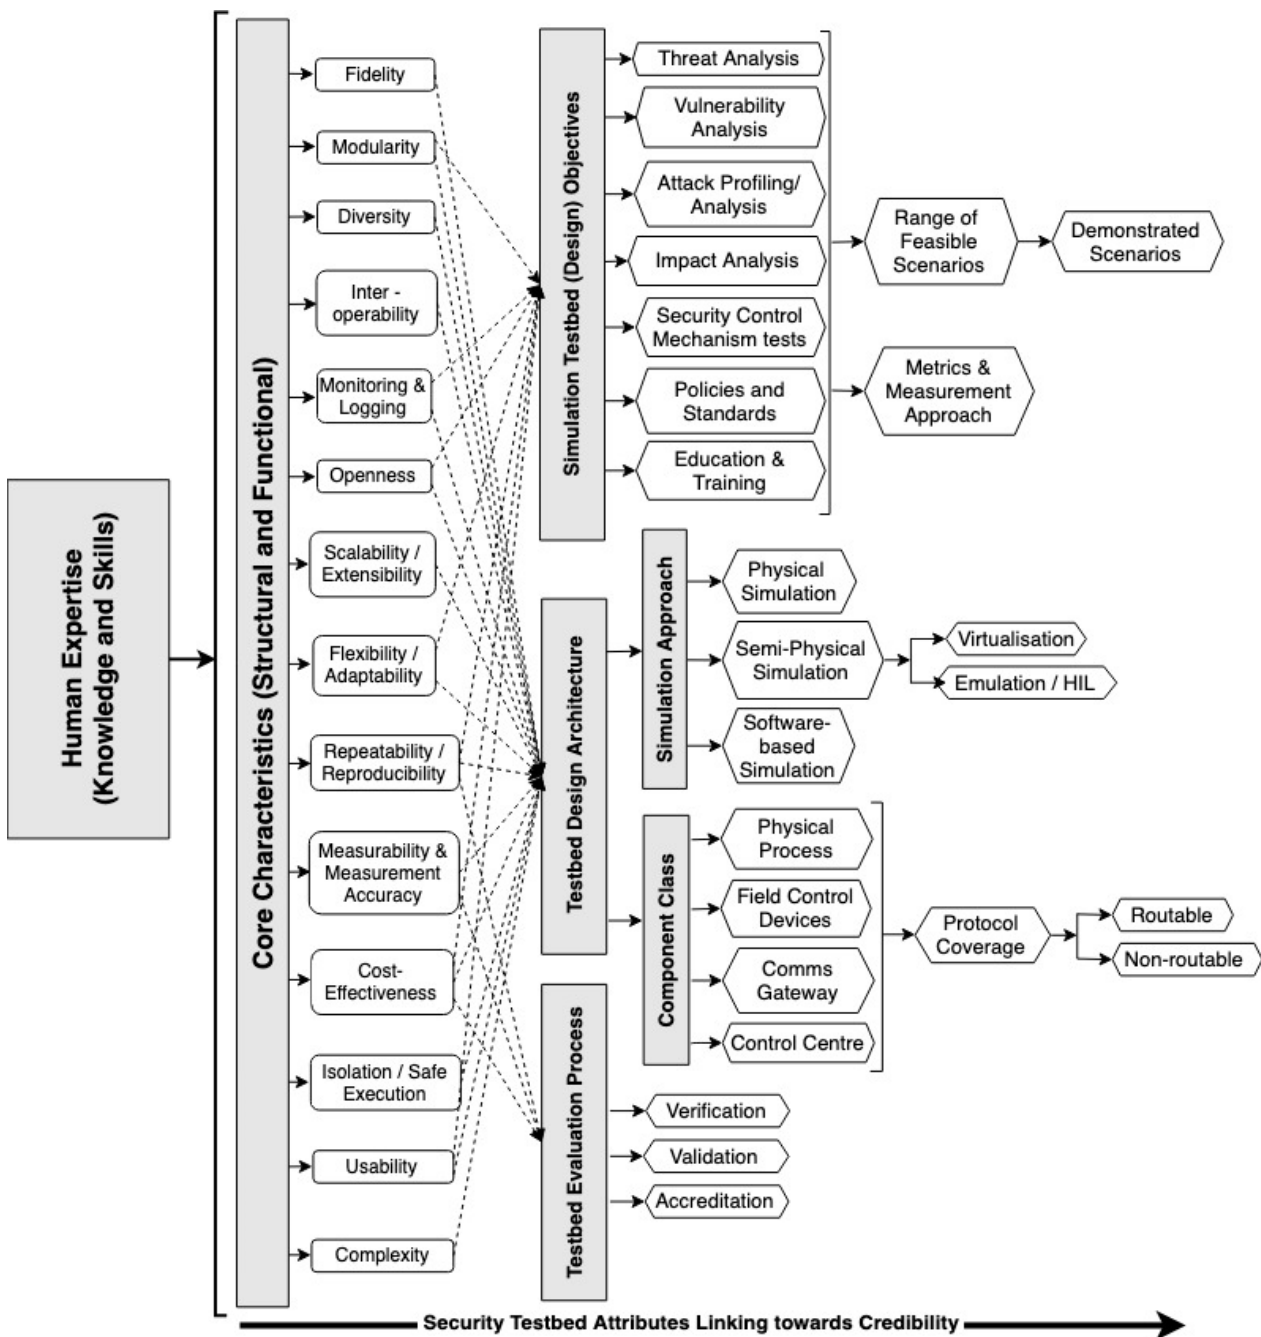 Human Expertise
(Knowledge and Skills)
Core Characteristics (Structural and Functional)
Fidelity
Modularity
Diversity
Inter -
operability
Monitoring &
Logging
Openness
Scalability /
Extensibility
Flexibility /
Adaptability
Repeatability /
Reproducibility
Measurability &
Measurement
Accuracy
Cost-
Effectiveness
Isolation / Safe
Execution
Usability
Complexity
Simulation Testbed (Design) Objectives
Threat Analysis
Vulnerability
Analysis
Attack Profiling/
Analysis
Impact Analysis
Security Control
Mechanism tests
Policies and
Standards
Education &
Training
Range of
Feasible
Scenarios
Demonstrated
Scenarios
Metrics &
Measurement
Approach
Testbed Design Architecture
Simulation Approach
Physical
Simulation
Semi-Physical
Simulation
Software-
based
Simulation
Virtualisation
Emulation / HIL
Component Class
Physical
Process
Field Control
Devices
Comms
Gateway
Control Centre
Protocol
Coverage
Routable
Non-routable
Testbed Evaluation Process
Verification
Validation
Accreditation
Security Testbed Attributes Linking towards Credibility